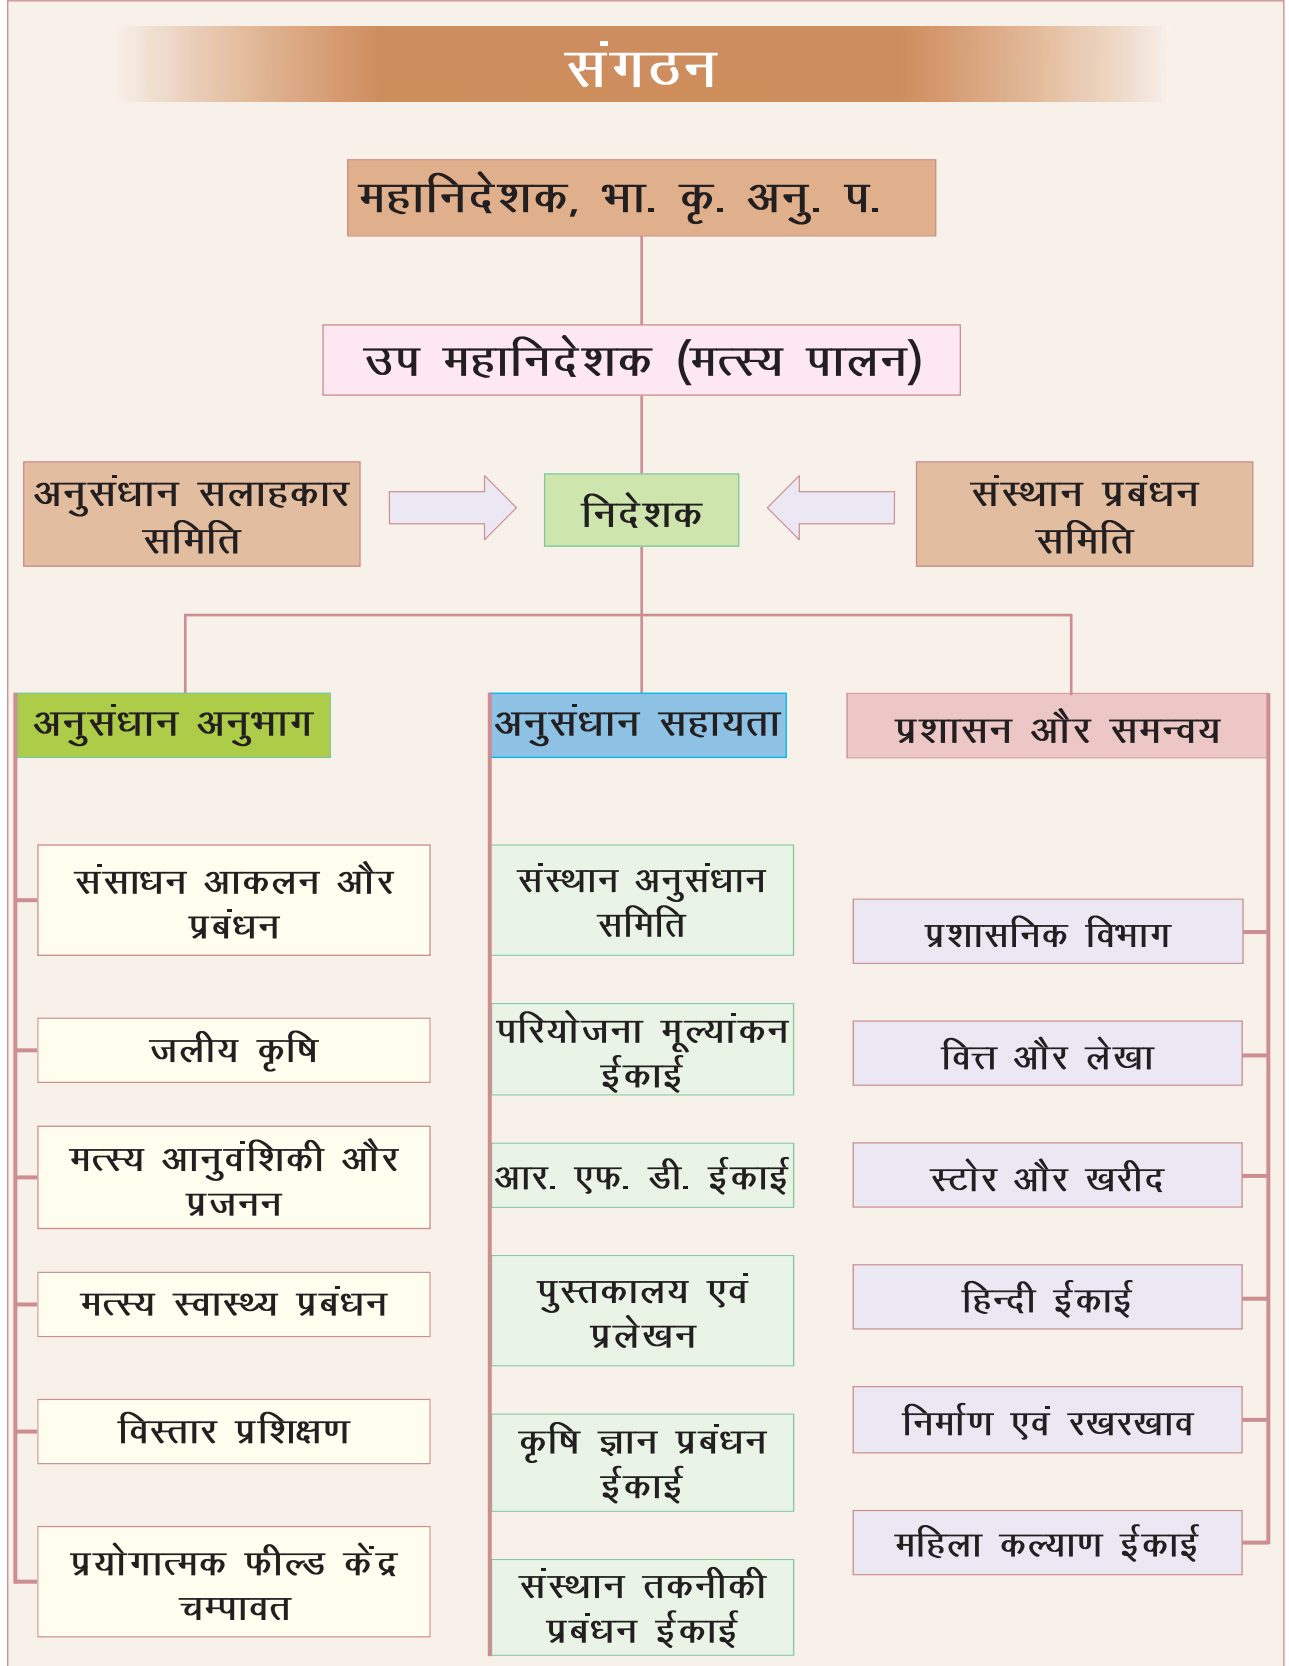 संगठन
महानिदेशक, भा. कृ. अनु. प.
उप महानिदेशक (मत्स्य पालन)
अनुसंधान सलाहकार
समिति
निदेशक
संस्थान प्रबंधन
समिति
अनुसंधान अनुभाग
संसाधन आकलन और
प्रबंधन
जलीय कृषि
मत्स्य आनुवंशिकी और
प्रजनन
मत्स्य स्वास्थ्य प्रबंधन
विस्तार प्रशिक्षण
प्रयोगात्मक फील्ड केंद्र
चम्पावत
अनुसंधान सहायता
संस्थान अनुसंधान
समिति
परियोजना मूल्यांकन
ईकाई
आर. एफ. डी. ईकाई
पुस्तकालय एवं
प्रलेखन
कृषि ज्ञान प्रबंधन
ईकाई
संस्थान तकनीकी
प्रबंधन ईकाई
प्रशासन और समन्वय
प्रशासनिक विभाग
वित्त और लेखा
स्टोर और खरीद
हिन्दी ईकाई
निर्माण एवं रखरखाव
महिला कल्याण ईकाई